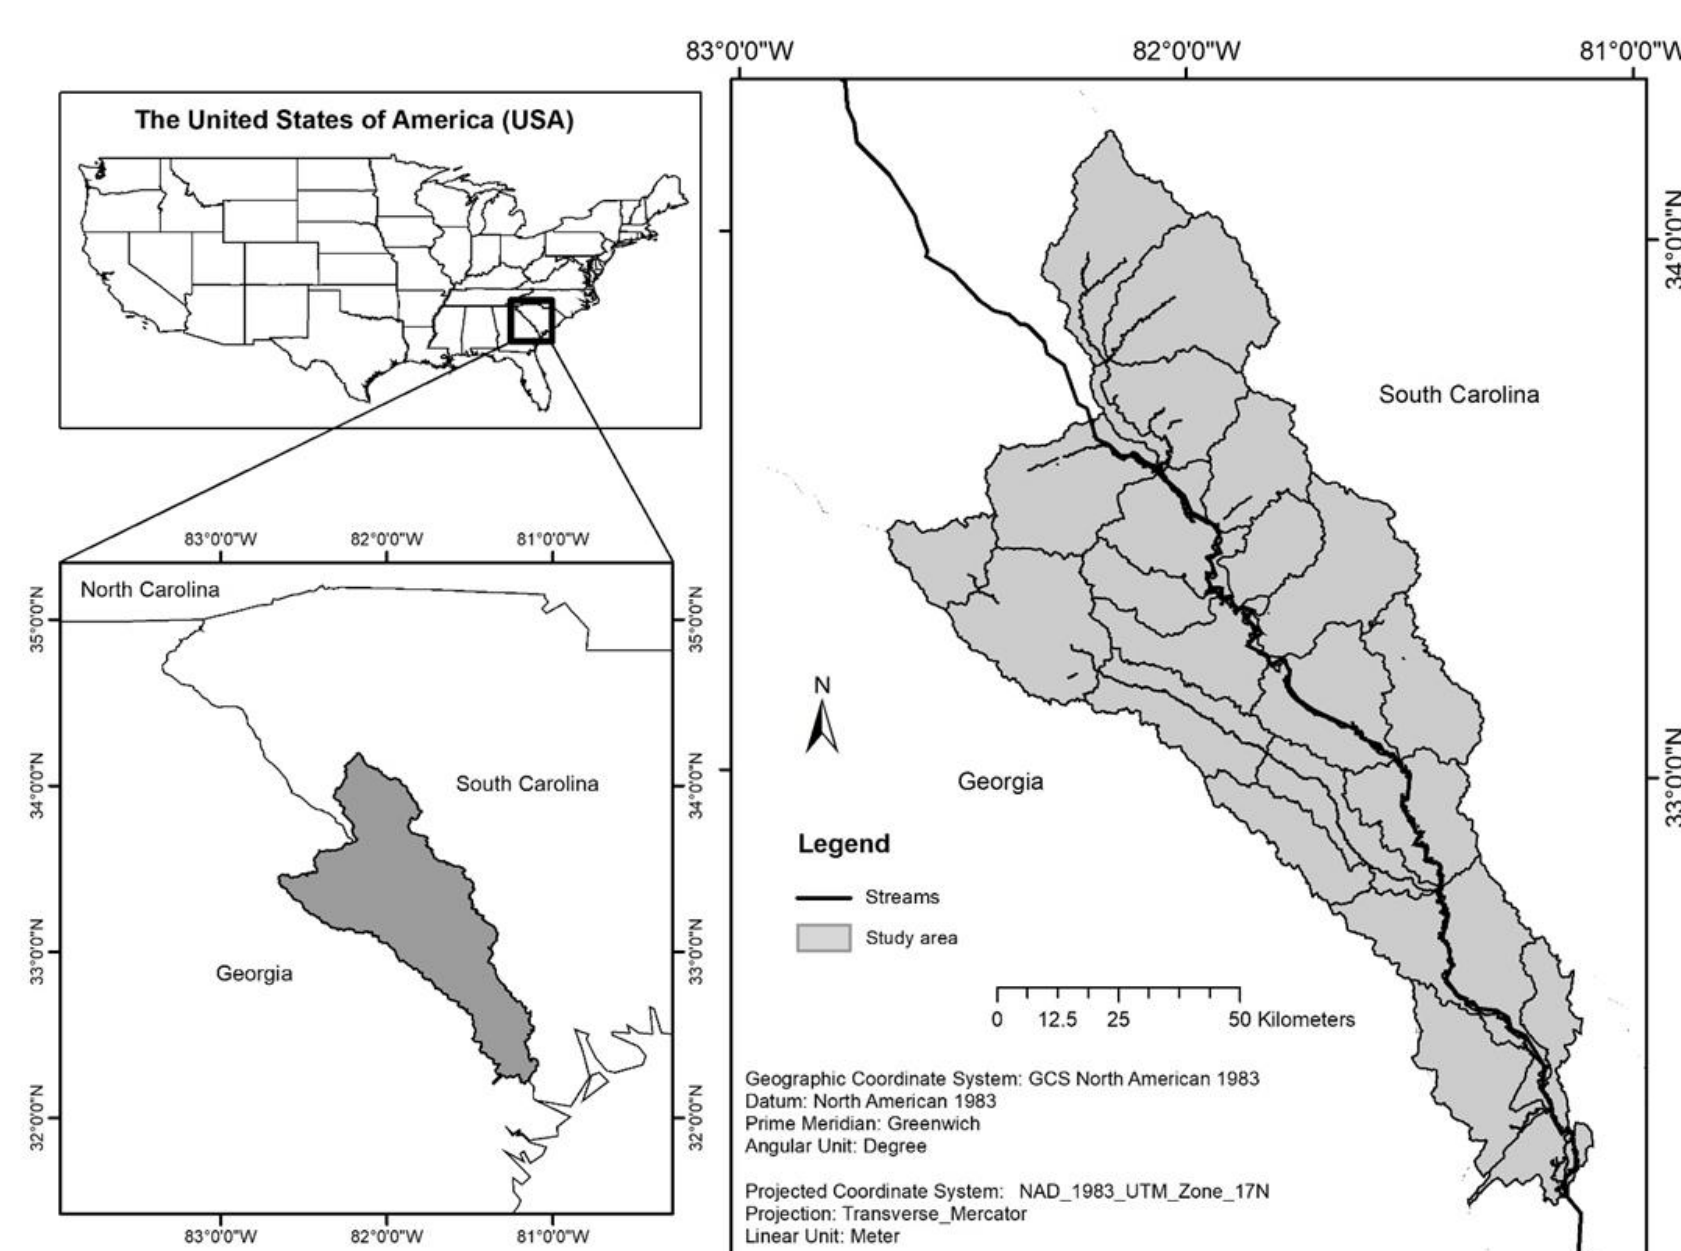 The United States of America (USA)
83°0'0"W 82°0'0"W 81°0'0"W
North Carolina
South Carolina
Georgia
35°0'0"N
34°0'0"N
33°0'0"N
32°0'0"N
35°0'0"N
34°0'0"N
33°0'0"N
32°0'0"N
83°0'0"W 82°0'0"W 81°0'0"W
83°0'0"W 82°0'0"W 81°0'0"W
34°0'0"N
33°0'0"N
South Carolina
N
Georgia
Legend
Streams
Study area
0 12.5 25 50 Kilometers
Geographic Coordinate System: GCS North American 1983
Datum: North American 1983
Prime Meridian: Greenwich
Angular Unit: Degree
Projected Coordinate System: NAD_1983_UTM_Zone_17N
Projection: Transverse_Mercator
Linear Unit: Meter